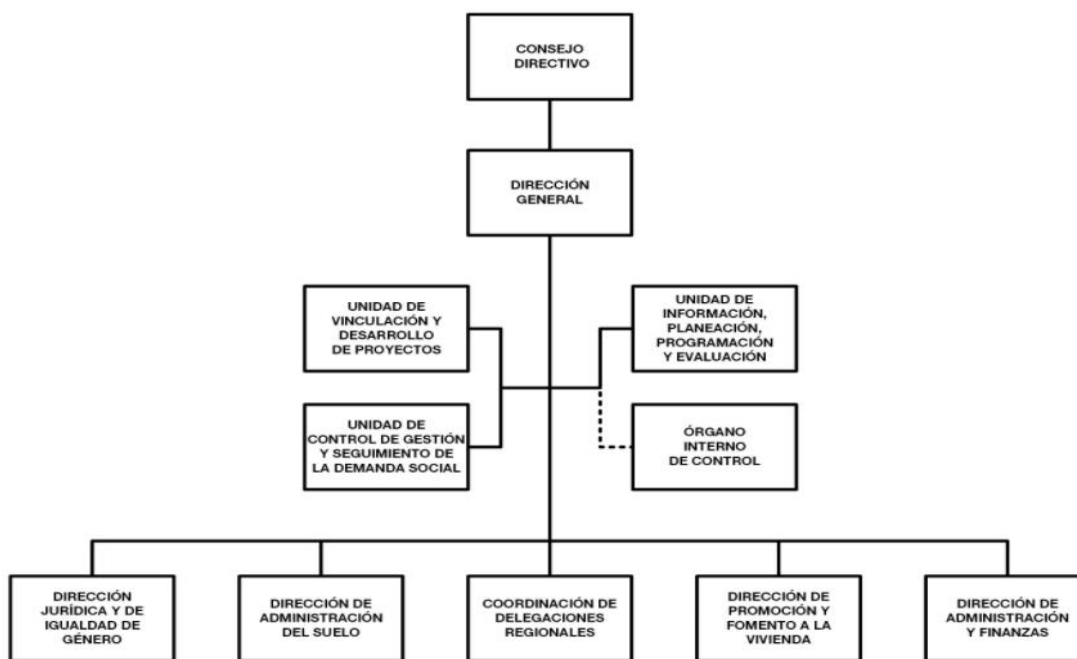 CONSEJO
DIRECTIVO
DIRECCIÓN
GENERAL
UNIDAD DE
VINCULACIÓN Y
DESARROLLO
DE PROYECTOS
UNIDAD DE
INFORMACIÓN,
PLANEACIÓN,
PROGRAMACIÓN
Y EVALUACIÓN
UNIDAD DE
CONTROL DE GESTIÓN
Y SEGUIMIENTO DE
LA DEMANDA SOCIAL
ÓRGANO
INTERNO
DE CONTROL
DIRECCIÓN
JURÍDICA Y DE
IGUALDAD DE
GÉNERO
DIRECCIÓN DE
ADMINISTRACIÓN
DEL SUELO
COORDINACIÓN DE
DELEGACIONES
REGIONALES
DIRECCIÓN DE
PROMOCIÓN Y
FOMENTO A LA
VIVIENDA
DIRECCIÓN DE
ADMINISTRACIÓN
Y FINANZAS